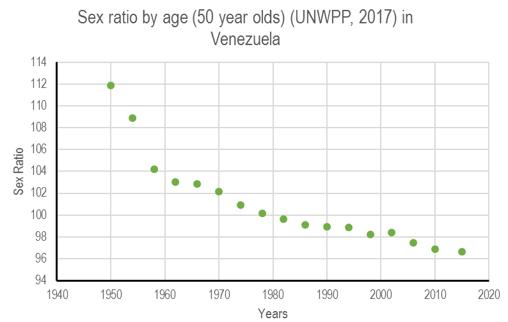 Sex ratio by age (50 year olds) (UNWPP, 2017) in
Venezuela
114
112
110
108
106
104
102
100
98
96
94
Sex Ratio
1940 1950 1960 1970 1980 1990 2000 2010 2020
Years